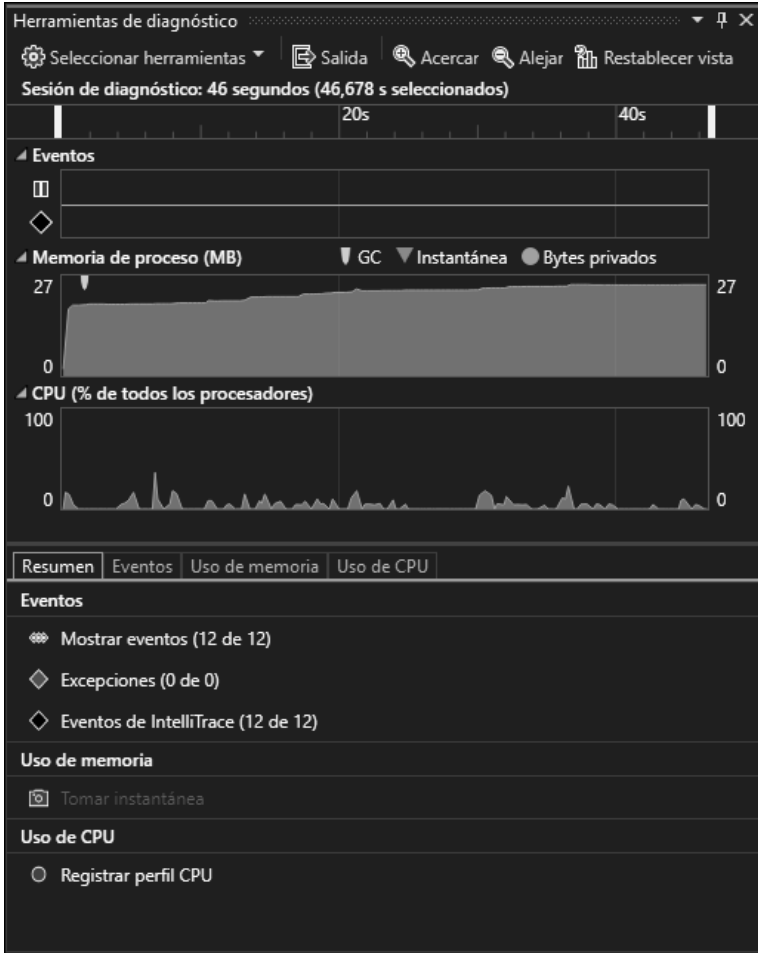 Herramientas de diagnóstico
Seleccionar herramientas Salida Acercar Alejar Restablecer vista
Sesión de diagnóstico: 46 segundos (46,678 s seleccionados)
20s 40s
Eventos
Memoria de proceso (MB) GC Instantánea Bytes privados
27 27
0 0
CPU (% de todos los procesadores)
100 100
0 0
Resumen Eventos Uso de memoria Uso de CPU
Eventos
Mostrar eventos (12 de 12)
Excepciones (0 de 0)
Eventos de IntelliTrace (12 de 12)
Uso de memoria
Tomar instantánea
Uso de CPU
Registrar perfil CPU